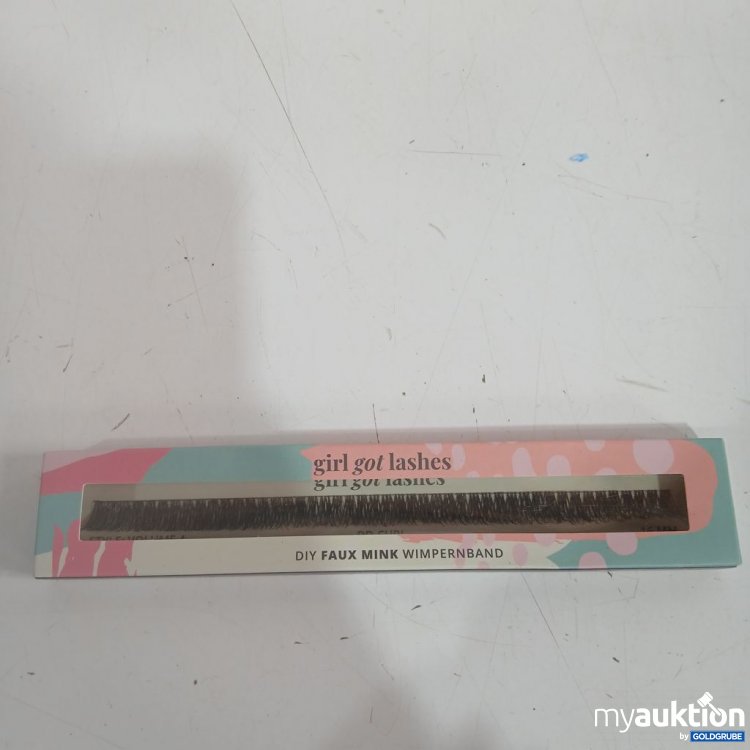 girl got lashes
girl got lashes
DIY FAUX MINK WIMPERNBAND
myauktion
by GOLDGRUBE